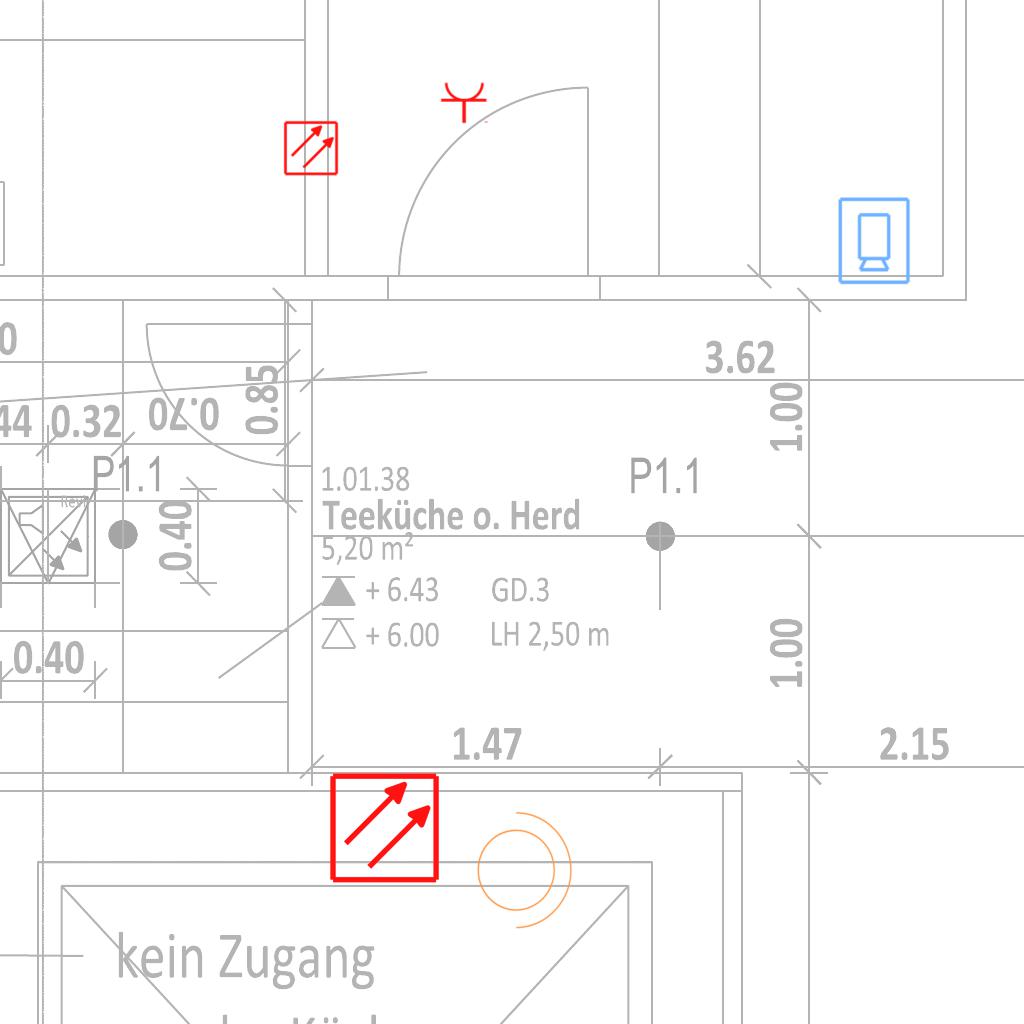 0
3.62
0.85
1.00
44
0.32
0.70
P1.1
P1.1
1.01.38
Teeküche o. Herd
5,20 m²
0.40
+ 6.43 GD.3
+ 6.00 LH 2,50 m
1.00
0.40
1.47
2.15
kein Zugang